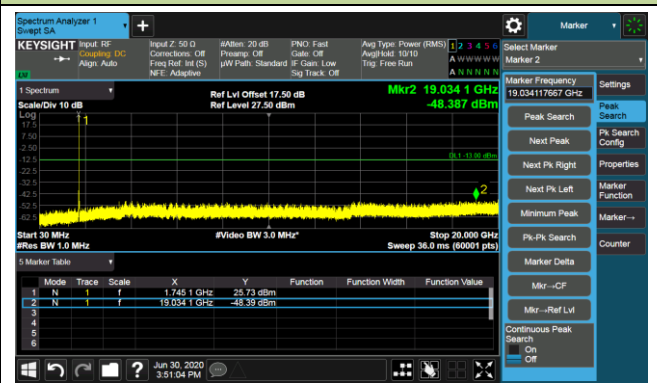 Spectrum Analyzer 1
Swept SA
Marker
KEYSIGHT Input: RF
Coupling: DC
Align: Auto
Input Z: 50 Ω
Corrections: Off
Freq Ref: Int (S)
NFE: Adaptive
#Atten: 20 dB
Preamp: Off
µW Path: Standard
PNO: Fast
Gate: Off
IF Gain: Low
Sig Track: Off
Avg Type: Power (RMS)
Avg|Hold: 10/10
Trig: Free Run
1 2 3 4 5 6
A W W W W W
A N N N N N
LXI
Select Marker
Marker 2
1 Spectrum
Scale/Div 10 dB
Ref Lvl Offset 17.50 dB
Ref Level 27.50 dBm
Mkr2 19.034 1 GHz
-48.387 dBm
Log
17.5
7.50
-2.50
-12.5
-22.5
-32.5
-42.5
-52.5
-62.5
1
DL1 -13.00 dBm
2
Start 30 MHz
#Res BW 1.0 MHz
#Video BW 3.0 MHz*
Stop 20.000 GHz
Sweep 36.0 ms (60001 pts)
5 Marker Table
Mode Trace Scale X Y Function Function Width Function Value
1 N 1 f 1.745 1 GHz 25.73 dBm
2 N 1 f 19.034 1 GHz -48.39 dBm
3
4
5
6
Marker Frequency
19.034117667 GHz
Peak Search
Next Peak
Next Pk Right
Next Pk Left
Minimum Peak
Pk-Pk Search
Marker Delta
Mkr→CF
Mkr→Ref Lvl
Continuous Peak
Search
On
Off
Settings
Peak
Search
Pk Search
Config
Properties
Marker
Function
Marker→
Counter
Jun 30, 2020
3:51:04 PM